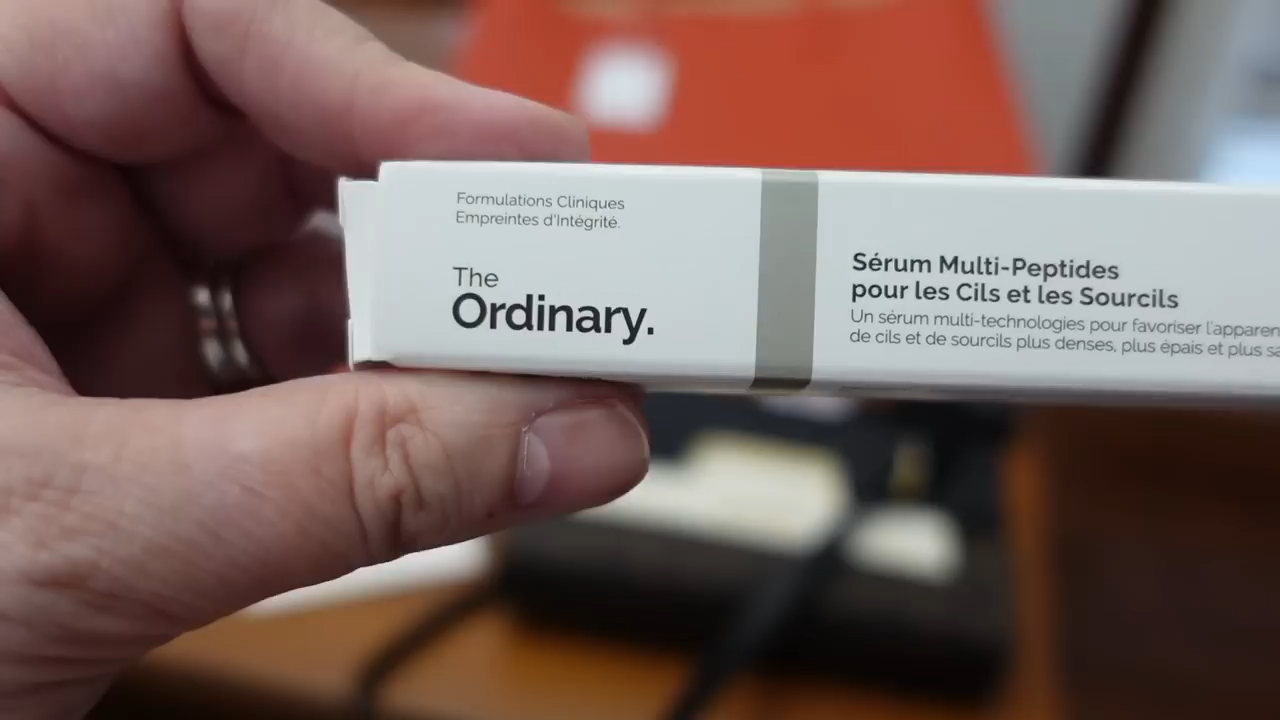 Formulations Cliniques
Empreintes d'Intégrité.
The
Ordinary.
Sérum Multi-Peptides
pour les Cils et les Sourcils
Un sérum multi-technologies pour favoriser l'apparen
de cils et de sourcils plus denses, plus épais et plus sa